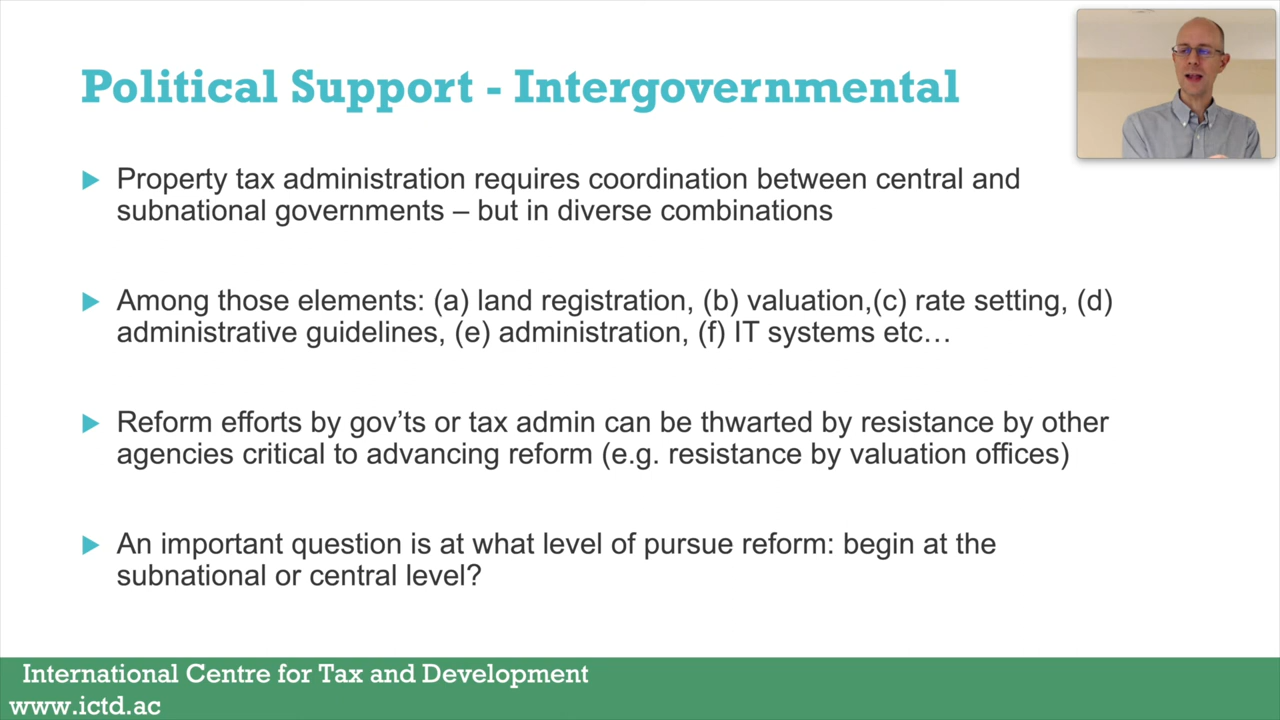 Political Support - Intergovernmental
Property tax administration requires coordination between central and
subnational governments – but in diverse combinations
Among those elements: (a) land registration, (b) valuation,(c) rate setting, (d)
administrative guidelines, (e) administration, (f) IT systems etc…
Reform efforts by gov’ts or tax admin can be thwarted by resistance by other
agencies critical to advancing reform (e.g. resistance by valuation offices)
An important question is at what level of pursue reform: begin at the
subnational or central level?
International Centre for Tax and Development
www.ictd.ac